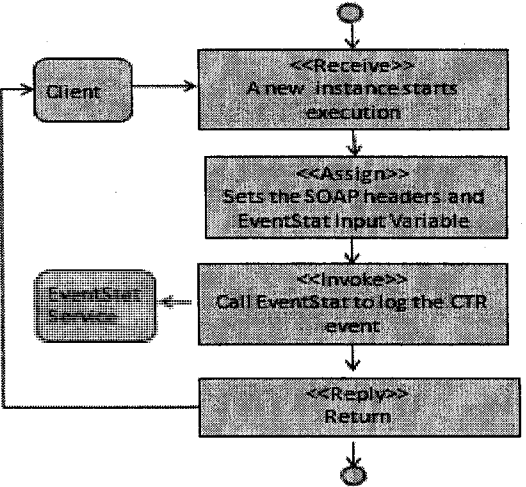 <<Receive>>
A new instance starts
execution
Client
<<Assign>>
Sets the SOAP headers and
EventStat Input Variable
<<Invoke>>
Call EventStat to log the CTR
event
EventStat
Service
<<Reply>>
Return